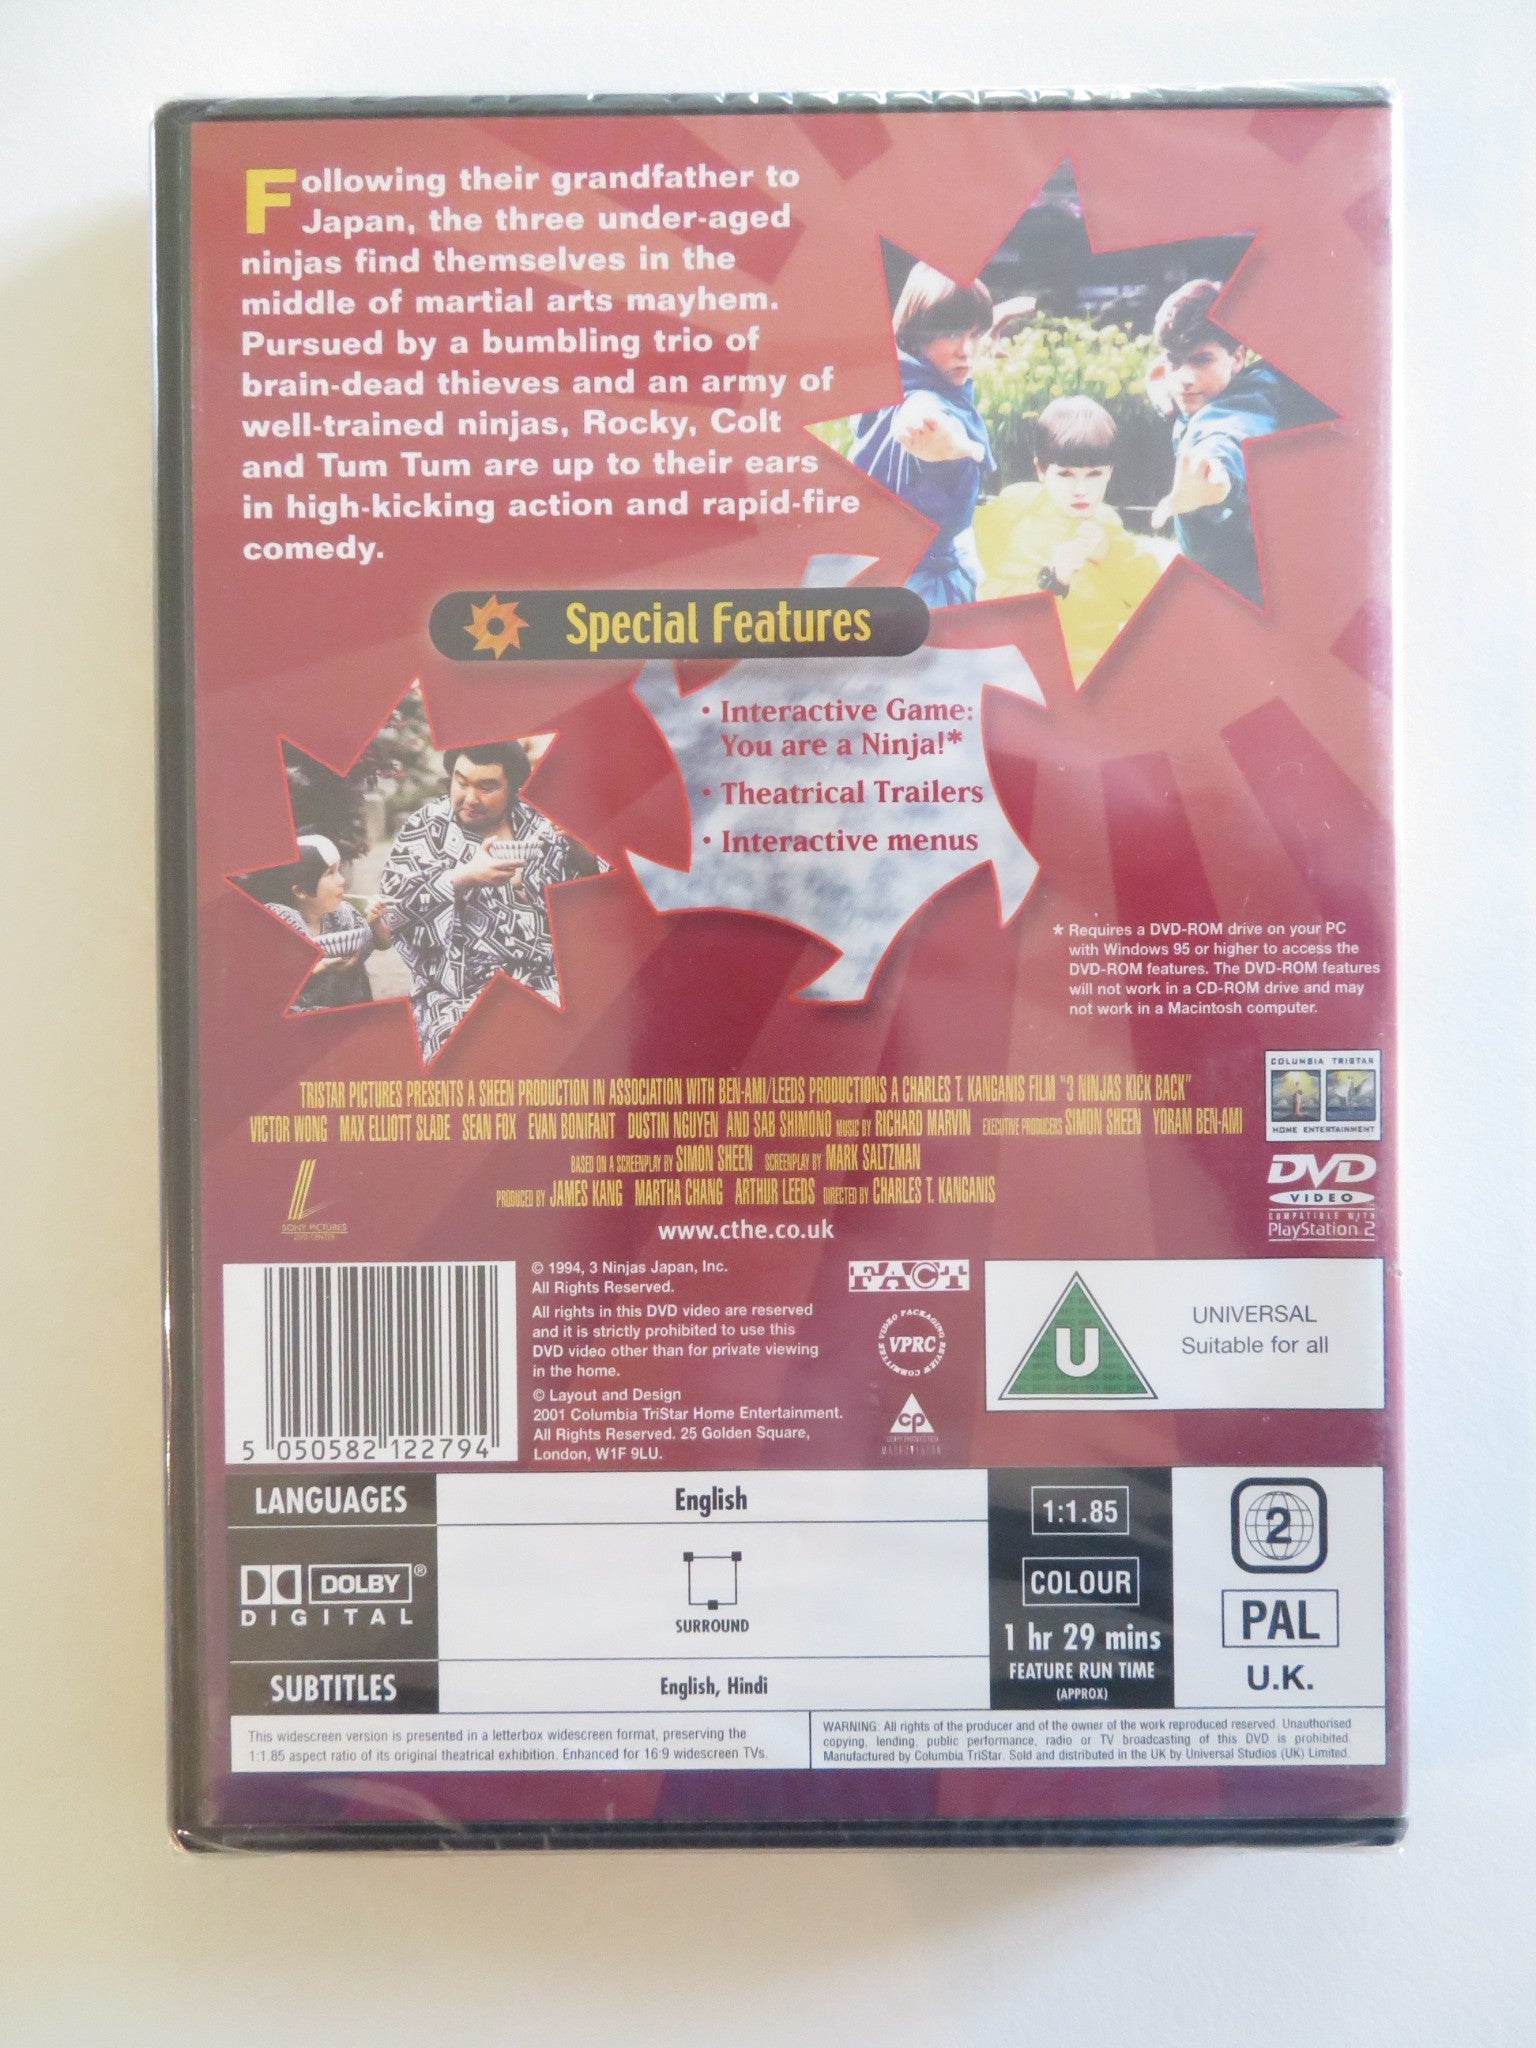 Following their grandfather to
Japan, the three under-aged
ninjas find themselves in the
middle of martial arts mayhem.
Pursued by a bumbling trio of
brain-dead thieves and an army of
well-trained ninjas, Rocky, Colt
and Tum Tum are up to their ears
in high-kicking action and rapid-fire
comedy.
Special Features
• Interactive Game:
You are a Ninja!*
• Theatrical Trailers
• Interactive menus
* Requires a DVD-ROM drive on your PC
with Windows 95 or higher to access the
DVD-ROM features. The DVD-ROM features
will not work in a CD-ROM drive and may
not work in a Macintosh computer.
TRISTAR PICTURES PRESENTS A SHEEN PRODUCTION IN ASSOCIATION WITH BEN-AMI/LEEDS PRODUCTIONS A CHARLES T. KANGANIS FILM "3 NINJAS KICK BACK"
VICTOR WONG MAX ELLIOTT SLADE SEAN FOX EVAN BONIFANT DUSTIN NGUYEN AND SAB SHIMONO MUSIC BY RICHARD MARVIN EXECUTIVE PRODUCERS SIMON SHEEN YORAM BEN-AMI
BASED ON A SCREENPLAY BY SIMON SHEEN SCREENPLAY BY MARK SALTZMAN
PRODUCED BY JAMES KANG MARTHA CHANG ARTHUR LEEDS DIRECTED BY CHARLES T. KANGANIS
www.cthe.co.uk
SONY PICTURES
DVD CENTER
COLUMBIA TRISTAR
HOME ENTERTAINMENT
DVD
VIDEO
COMPATIBLE WITH
PlayStation 2
5 050582 122794
© 1994, 3 Ninjas Japan, Inc.
All Rights Reserved.
All rights in this DVD video are reserved
and it is strictly prohibited to use this
DVD video other than for private viewing
in the home.
© Layout and Design
2001 Columbia TriStar Home Entertainment.
All Rights Reserved. 25 Golden Square,
London, W1F 9LU.
FACT
VIDEO PACKAGING REVIEW COMMITTEE
VPRC
cp
COPY PROTECTED
MACROVISION
U
UNIVERSAL
Suitable for all
LANGUAGES
English
DOLBY®
DIGITAL
SURROUND
SUBTITLES
English, Hindi
1:1.85
COLOUR
1 hr 29 mins
FEATURE RUN TIME
(APPROX)
2
PAL
U.K.
This widescreen version is presented in a letterbox widescreen format, preserving the
1:1.85 aspect ratio of its original theatrical exhibition. Enhanced for 16:9 widescreen TVs.
WARNING: All rights of the producer and of the owner of the work reproduced reserved. Unauthorised
copying, lending, public performance, radio or TV broadcasting of this DVD is prohibited.
Manufactured by Columbia TriStar. Sold and distributed in the UK by Universal Studios (UK) Limited.